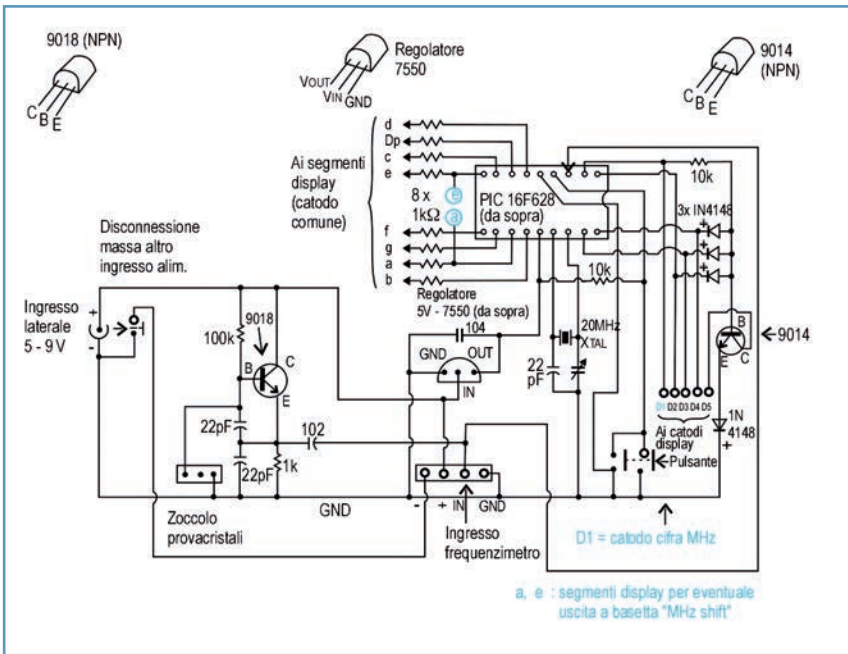 9018 (NPN)
C B E
Regolatore
7550
VOUT
VIN
GND
9014
(NPN)
C B E
d
Dp
c
e
f
g
a
b
Ai segmenti
display
(catodo
comune)
8 x
1kΩ
e
a
PIC 16F628
(da sopra)
10k
3x IN4148
+
+
+
Disconnessione
massa altro
ingresso alim.
Ingresso
laterale
5 - 9 V
+
-
9018
100k
B
C
E
22pF
22pF
102
1k
Regolatore
5V - 7550 (da sopra)
104
GND
OUT
IN
10k
20MHz
XTAL
22
pF
B
E
C
9014
D1 D2 D3 D4 D5
Ai catodi
display
Pulsante
1N
4148
+
Zoccolo
provacristali
GND
- + IN GND
Ingresso
frequenzimetro
D1 = catodo cifra MHz
a, e : segmenti display per eventuale
uscita a basetta "MHz shift"